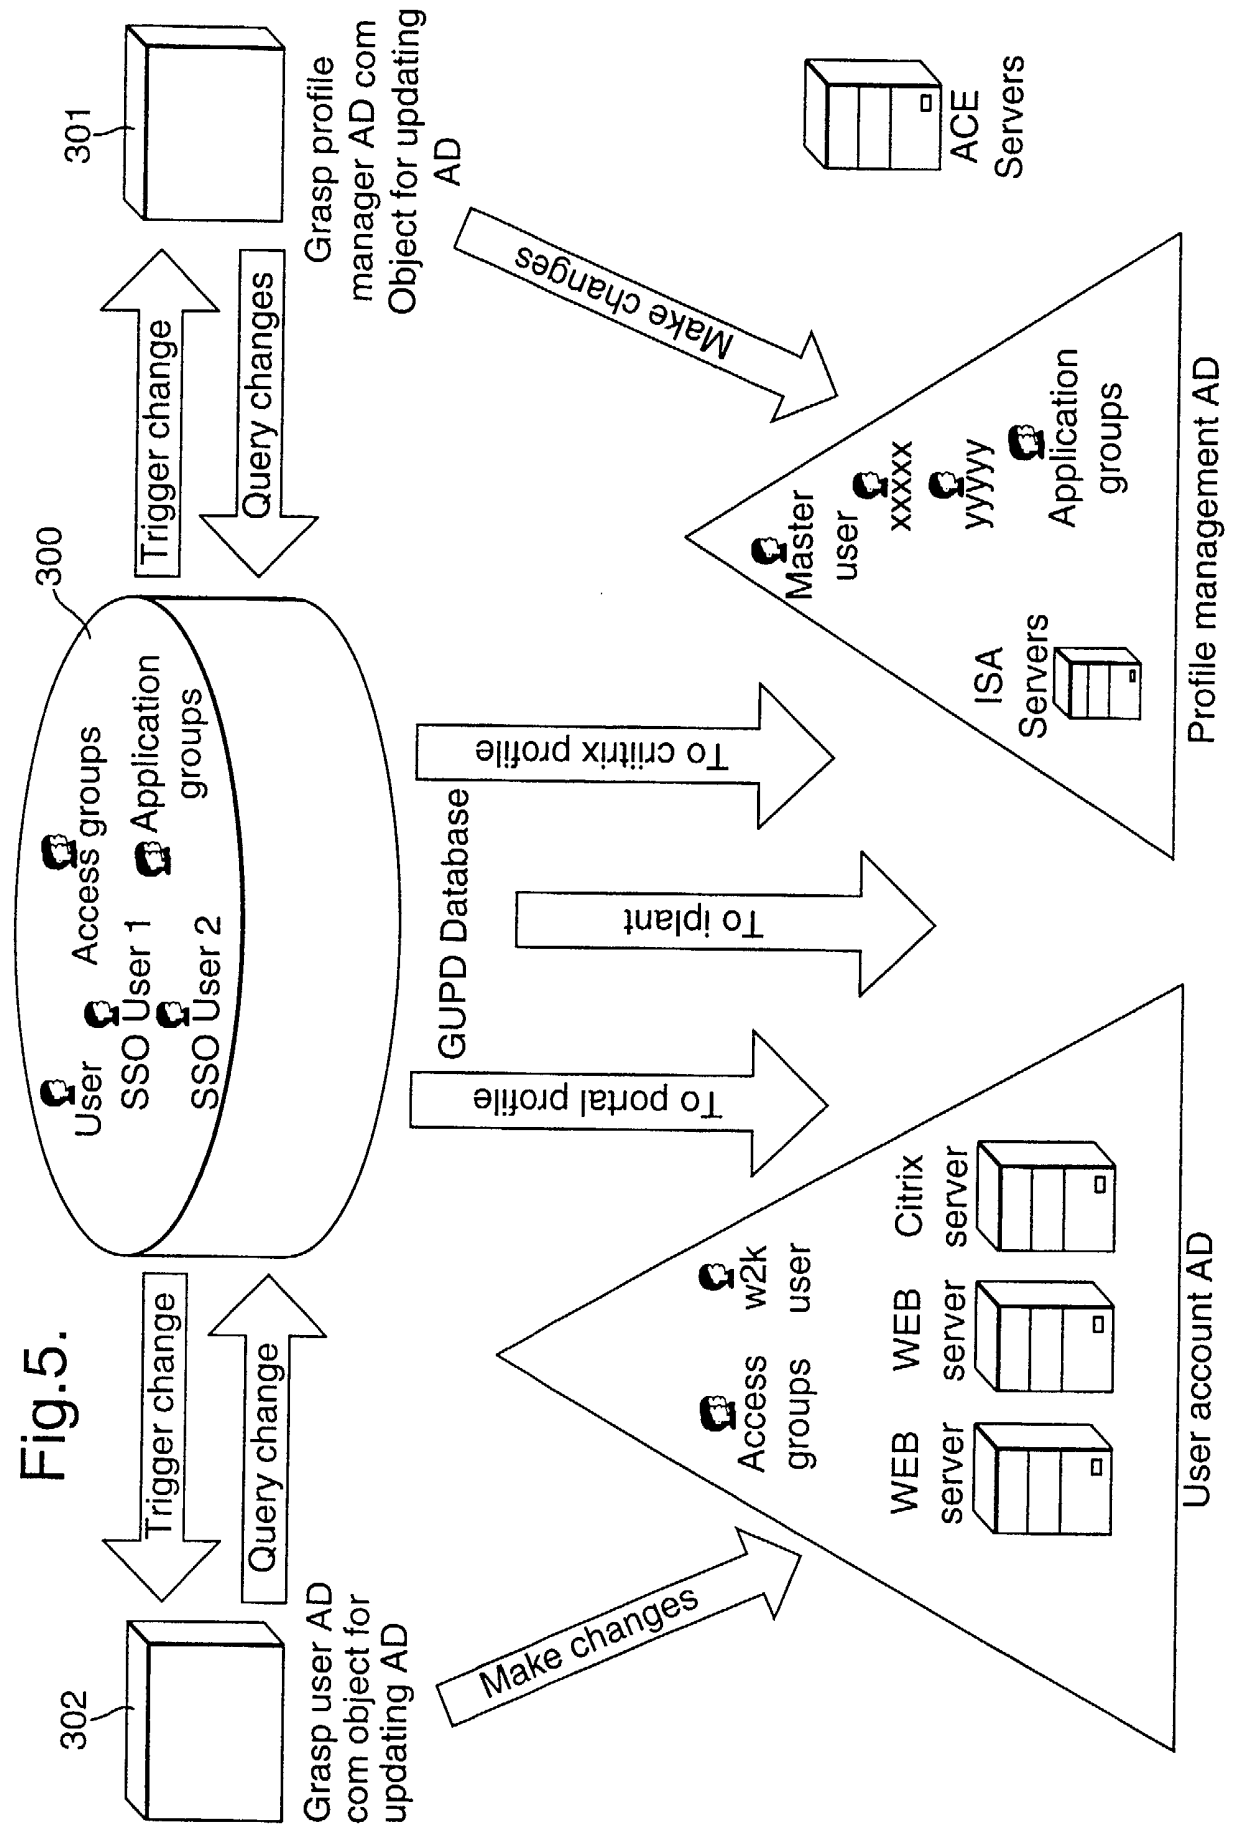 Fig.5.
302
300
301
User
SSO User 1
SSO User 2
Access groups
Application
groups
Trigger change
Query change
Trigger change
Query changes
Grasp user AD
com object for
updating AD
GUPD Database
Grasp profile
manager AD com
Object for updating
AD
Make changes
To portal profile
To iplant
To criitrix profile
Make changes
Access
groups
w2k
user
WEB
server
WEB
server
Citrix
server
User account AD
Master
user
xxxxx
yyyyy
Application
groups
ISA
Servers
Profile management AD
ACE
Servers